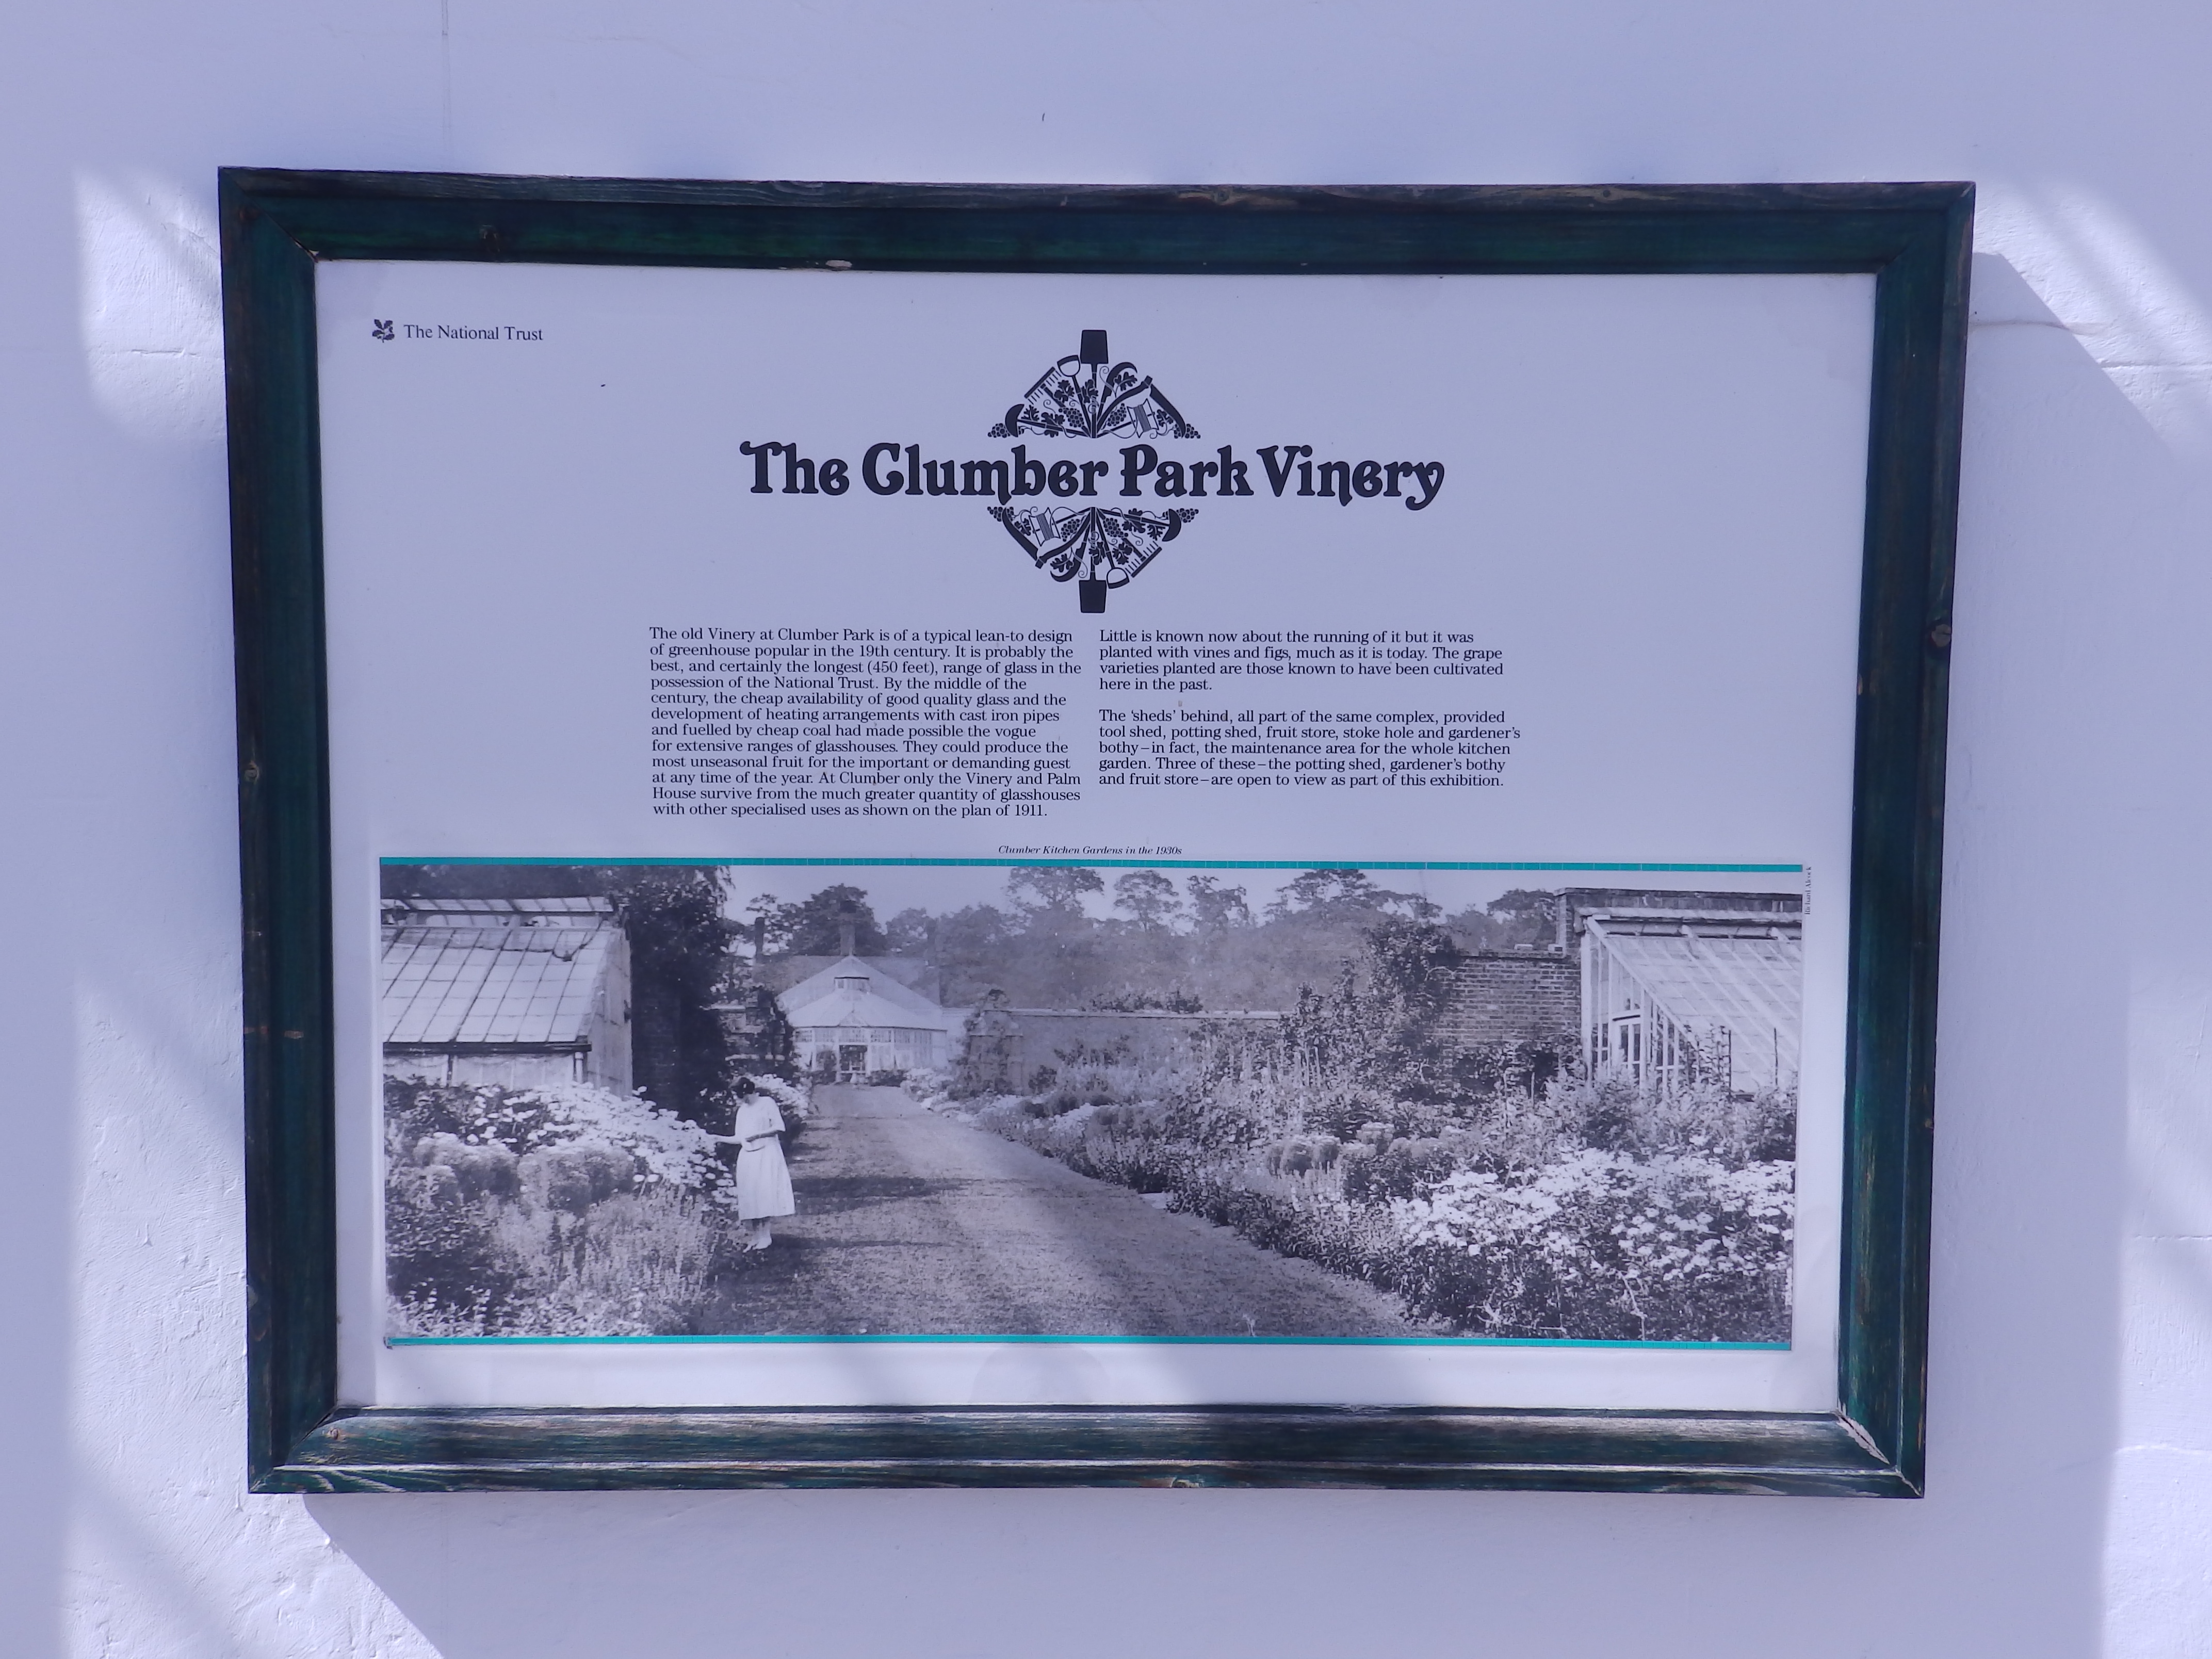 The National Trust
The Clumber Park Vinery
The old Vinery at Clumber Park is of a typical lean-to design
of greenhouse popular in the 19th century. It is probably the
best, and certainly the longest (450 feet), range of glass in the
possession of the National Trust. By the middle of the
century, the cheap availability of good quality glass and the
development of heating arrangements with cast iron pipes
and fuelled by cheap coal had made possible the vogue
for extensive ranges of glasshouses. They could produce the
most unseasonal fruit for the important or demanding guest
at any time of the year. At Clumber only the Vinery and Palm
House survive from the much greater quantity of glasshouses
with other specialised uses as shown on the plan of 1911.
Little is known now about the running of it but it was
planted with vines and figs, much as it is today. The grape
varieties planted are those known to have been cultivated
here in the past.
The ‘sheds’ behind, all part of the same complex, provided
tool shed, potting shed, fruit store, stoke hole and gardener's
bothy–in fact, the maintenance area for the whole kitchen
garden. Three of these–the potting shed, gardener's bothy
and fruit store–are open to view as part of this exhibition.
Clumber Kitchen Gardens in the 1930s
Richard